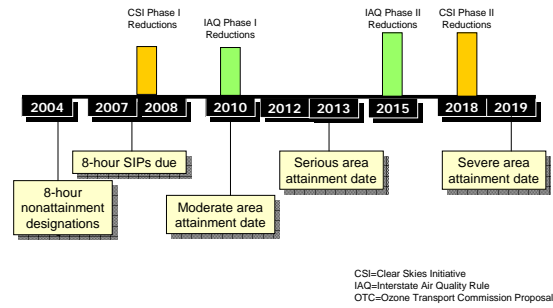 CSI Phase I
Reductions
IAQ Phase I
Reductions
IAQ Phase II
Reductions
CSI Phase II
Reductions
2004 2007 2008 2010 2012 2013 2015 2018 2019
8-hour SIPs due
8-hour
nonattainment
designations
Moderate area
attainment date
Serious area
attainment date
Severe area
attainment date
CSI=Clear Skies Initiative
IAQ=Interstate Air Quality Rule
OTC=Ozone Transport Commission Proposal